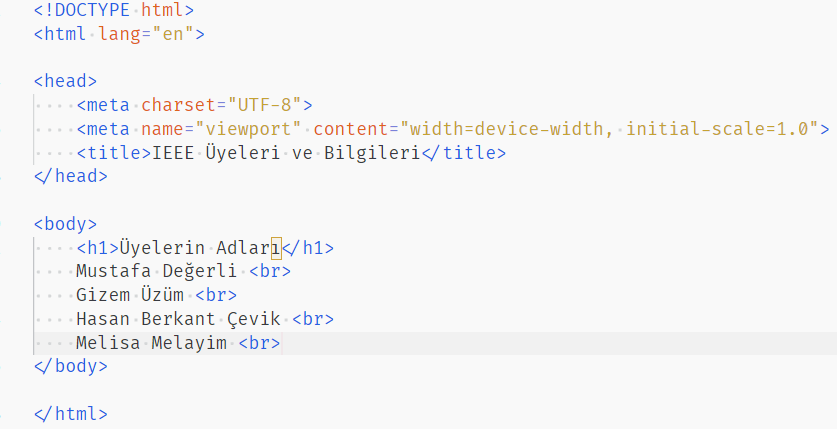 <!DOCTYPE html>
<html lang="en">
<head>
<meta charset="UTF-8">
<meta name="viewport" content="width=device-width, initial-scale=1.0">
<title>IEEE Üyeleri ve Bilgileri</title>
</head>
<body>
<h1>Üyelerin Adları</h1>
Mustafa Değerli <br>
Gizem Üzüm <br>
Hasan Berkant Çevik <br>
Melisa Melayim <br>
</body>
</html>